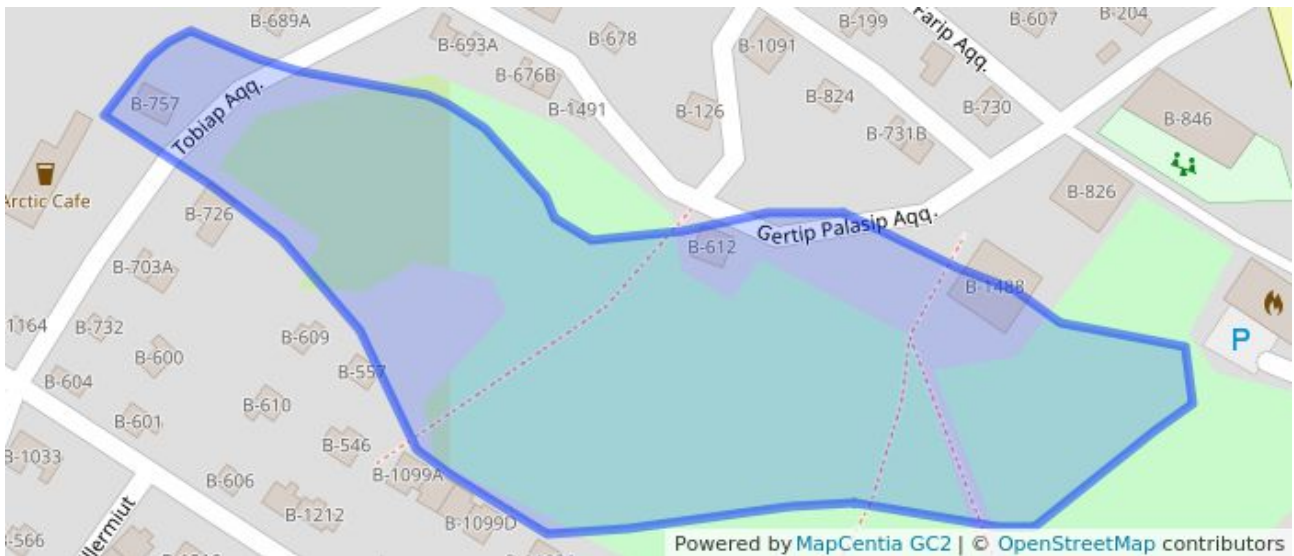 B-689A
B-693A
B-678
B-676B
B-1491
B-1091
B-199
Farip Aqq.
B-607
B-204
B-824
B-730
B-731B
B-846
B-126
B-757
Tobiap Aqq.
Arctic Cafe
B-726
B-826
Gertip Palasip Aqq.
B-612
B-703A
B-1488
P
B-732
B-609
B-600
B-557
B-604
B-610
B-601
B-546
B-1033
B-606
B-1099A
B-1212
B-1099D
Powered by MapCentia GC2 | © OpenStreetMap contributors